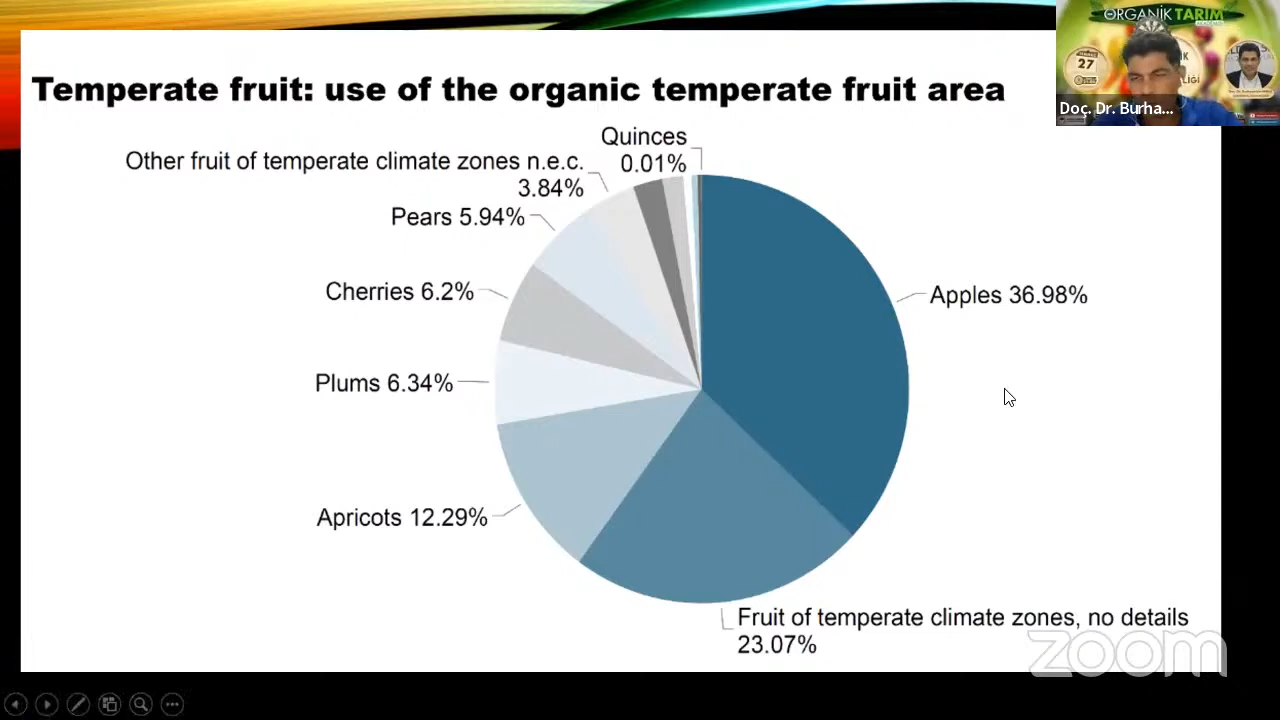 ORGANİK TARIM
27
Doç. Dr. Burha...
Temperate fruit: use of the organic temperate fruit area
Quinces
0.01%
Other fruit of temperate climate zones n.e.c.
3.84%
Pears 5.94%
Cherries 6.2%
Apples 36.98%
Plums 6.34%
Apricots 12.29%
Fruit of temperate climate zones, no details
23.07%
zoom